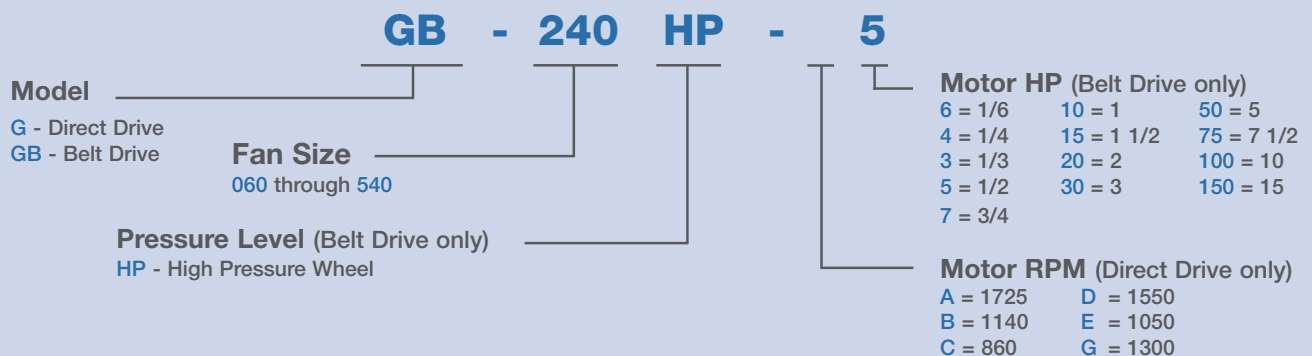 GB - 240 HP - 5
Model
G - Direct Drive
GB - Belt Drive
Fan Size
060 through 540
Pressure Level (Belt Drive only)
HP - High Pressure Wheel
Motor HP (Belt Drive only)
6 = 1/6 10 = 1 50 = 5
4 = 1/4 15 = 1 1/2 75 = 7 1/2
3 = 1/3 20 = 2 100 = 10
5 = 1/2 30 = 3 150 = 15
7 = 3/4
Motor RPM (Direct Drive only)
A = 1725 D = 1550
B = 1140 E = 1050
C = 860 G = 1300